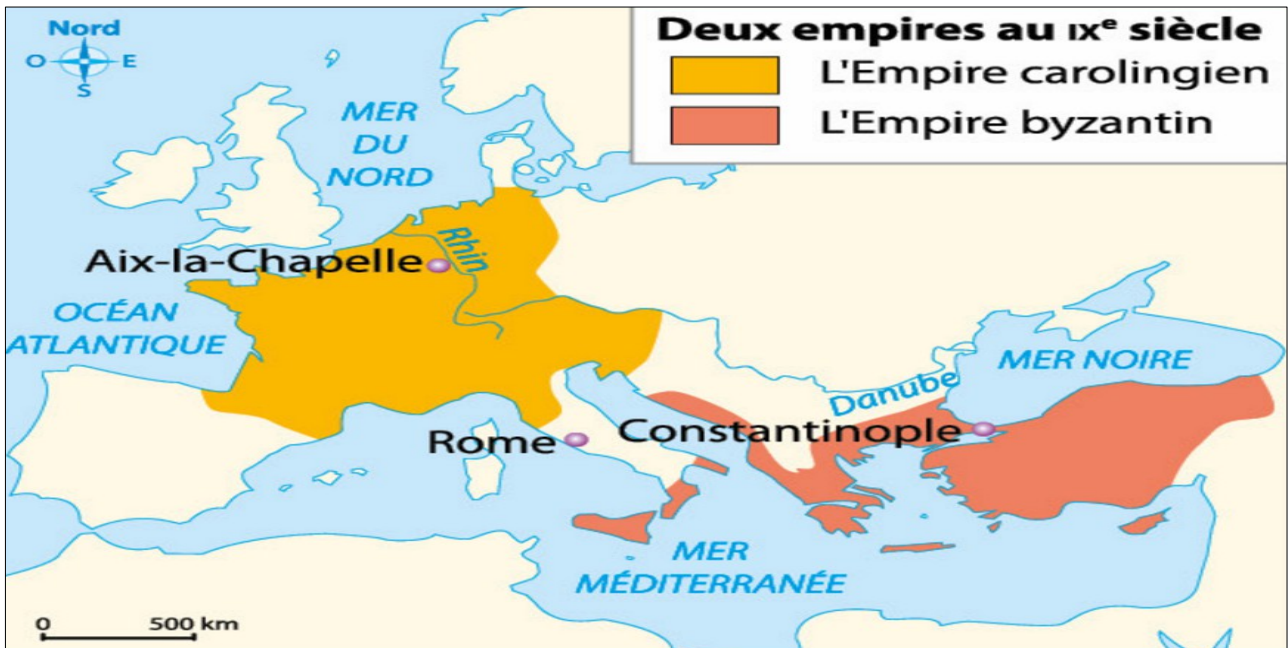 Deux empires au IXe siècle
L'Empire carolingien
L'Empire byzantin
Nord
O
E
S
MER
DU
NORD
Rhin
Aix-la-Chapelle
OCÉAN
ATLANTIQUE
MER NOIRE
Danube
Rome
Constantinople
MER
MÉDITERRANÉE
0 500 km